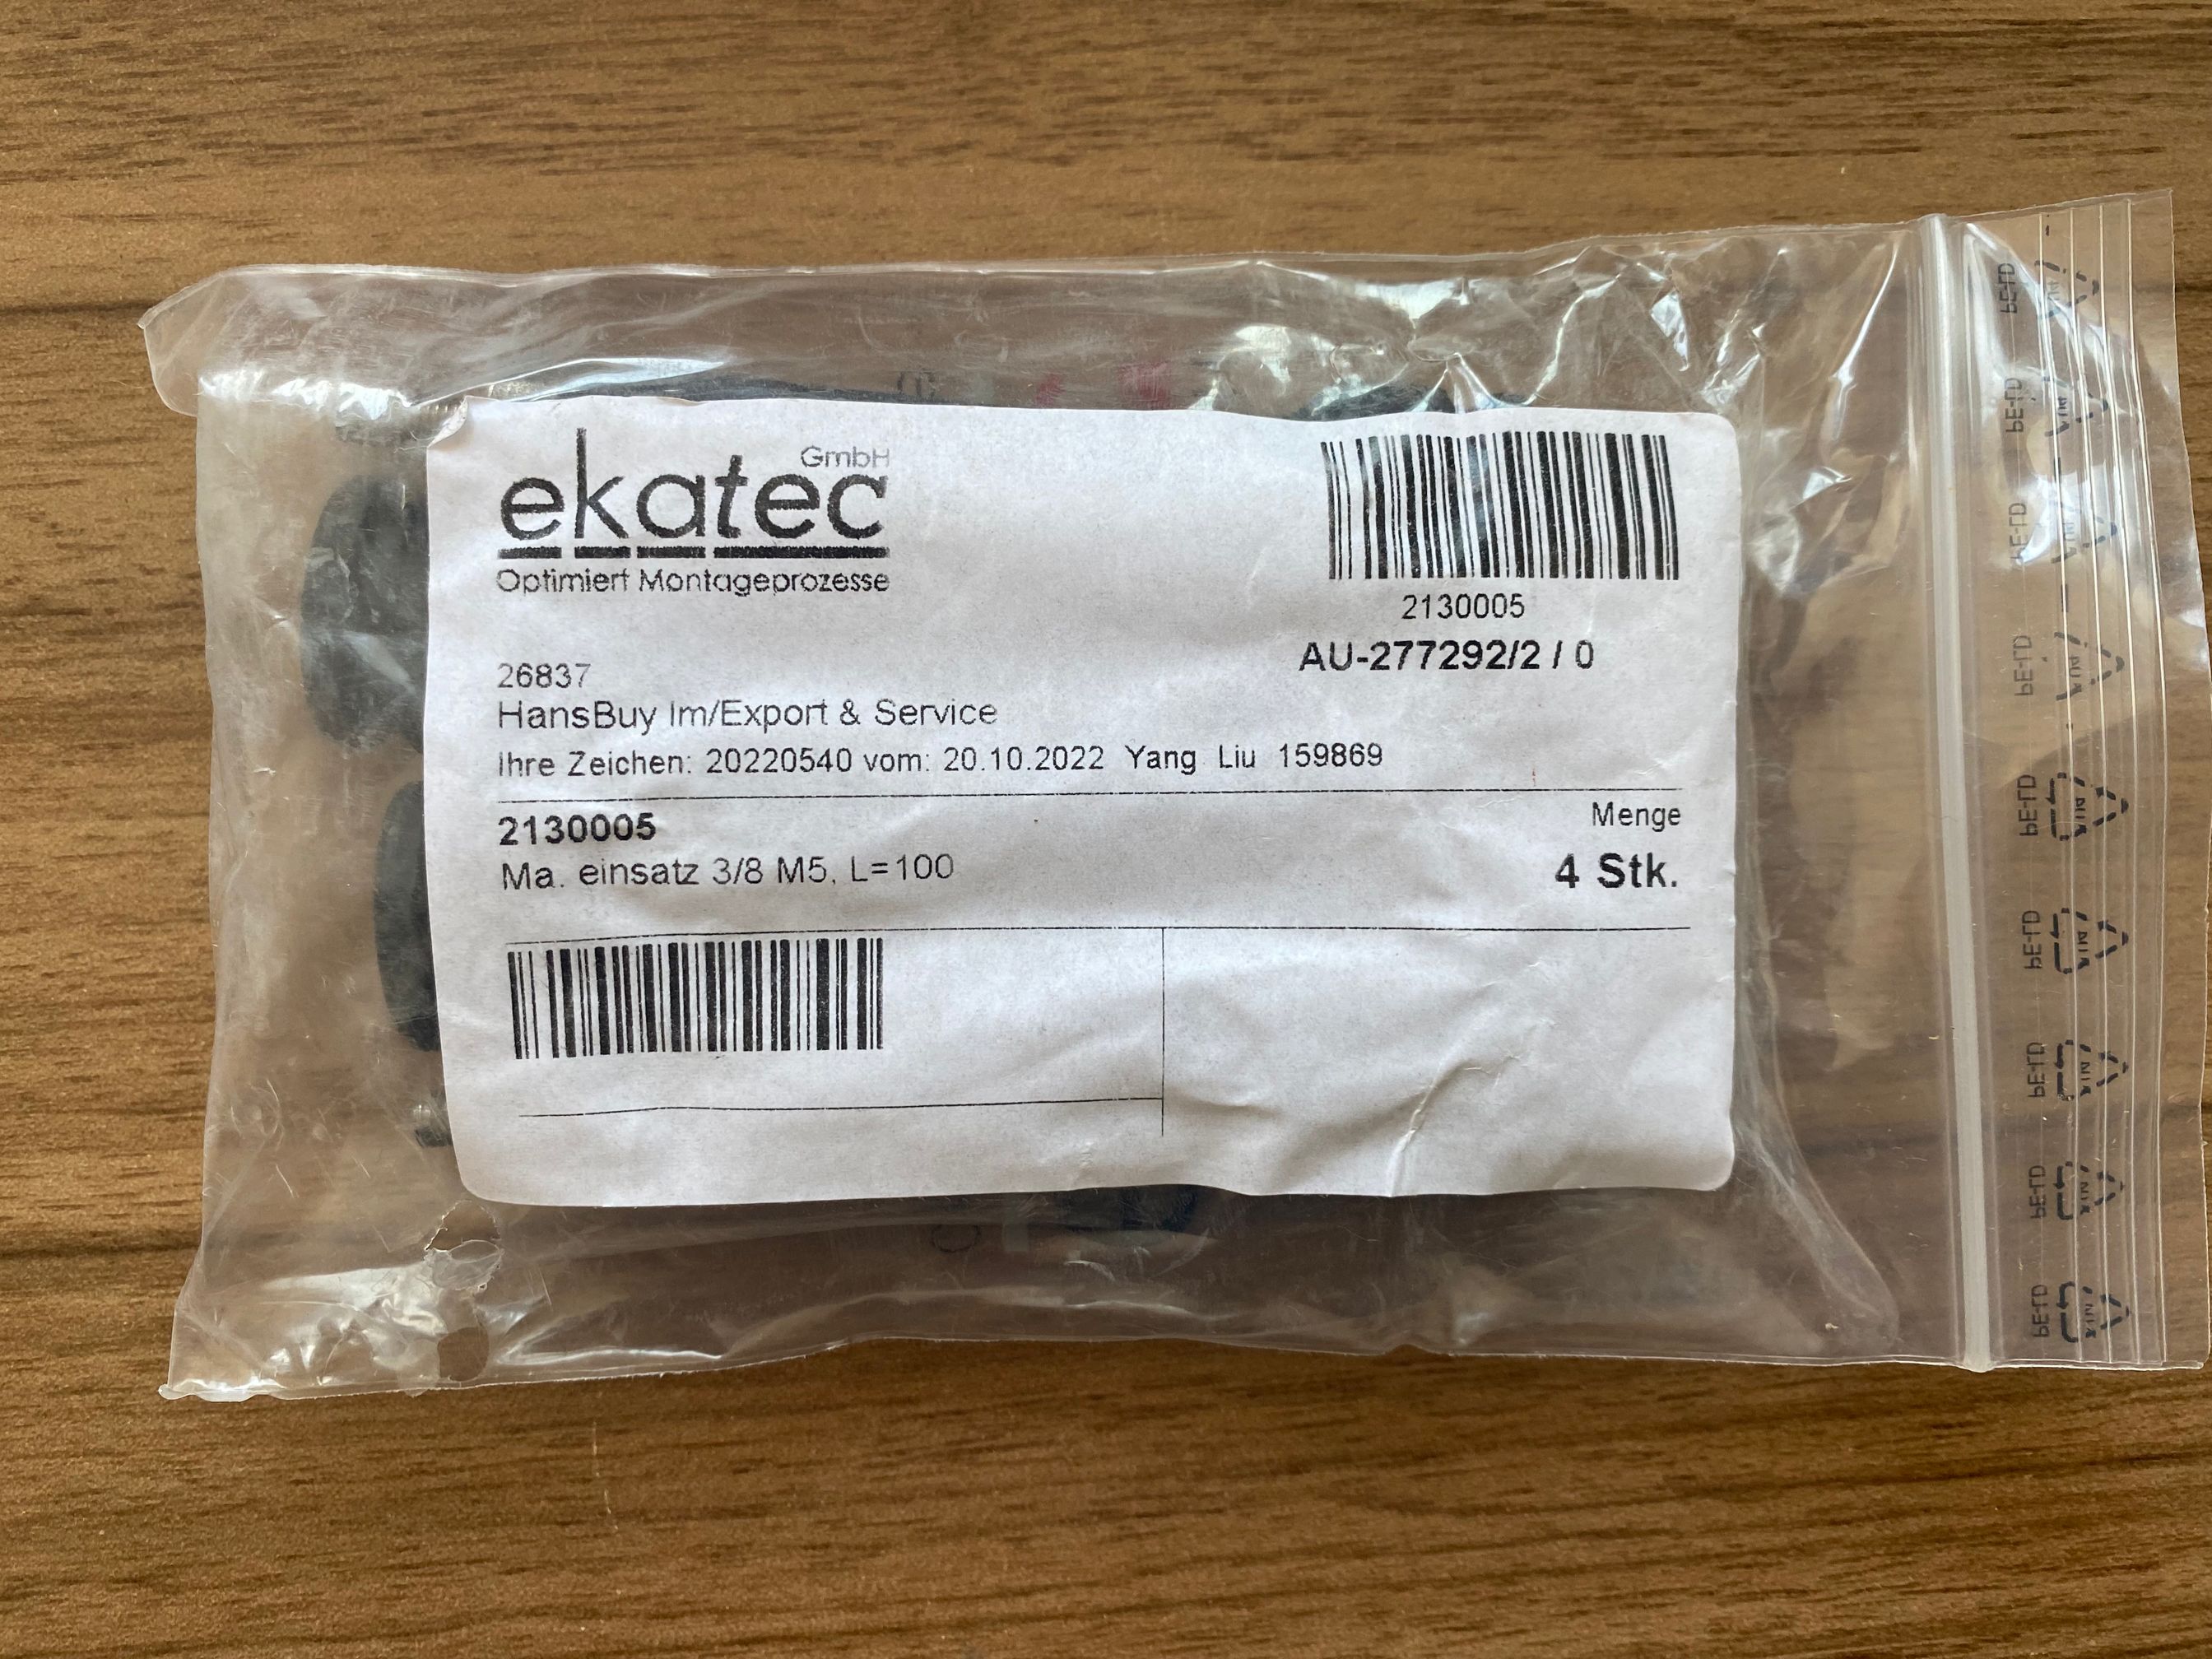 GmbH
ekatec
Optimiert Montageprozesse
2130005
AU-277292/2 / 0
26837
HansBuy Im/Export & Service
Ihre Zeichen: 20220540 vom: 20.10.2022 Yang Liu 159869
2130005
Menge
Ma. einsatz 3/8 M5, L=100
4 Stk.
PE-LD
PE-LD
PE-LD
PE-LD
PE-LD
PE-LD
PE-LD
PE-LD
PE-LD